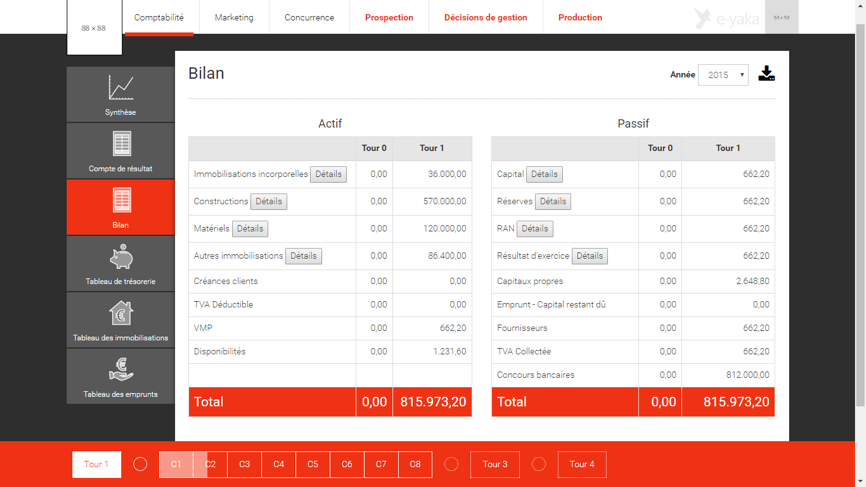 88 × 88
Comptabilité
Marketing
Concurrence
Prospection
Décisions de gestion
Production
e-yaka
51 × 51
Synthèse
Compte de résultat
Bilan
Tableau de trésorerie
Tableau des immobilisations
Tableau des emprunts
Bilan
Année 2015
Actif
Tour 0 Tour 1
Immobilisations incorporelles Détails 0,00 36.000,00
Constructions Détails 0,00 570.000,00
Matériels Détails 0,00 120.000,00
Autres immobilisations Détails 0,00 86.400,00
Créances clients 0,00 0,00
TVA Déductible 0,00 0,00
VMP 0,00 662,20
Disponibilités 0,00 1.231,60
Total 0,00 815.973,20
Passif
Tour 0 Tour 1
Capital Détails 0,00 662,20
Réserves Détails 0,00 662,20
RAN Détails 0,00 662,20
Résultat d'exercice Détails 0,00 662,20
Capitaux propres 0,00 2.648,80
Emprunt - Capital restant dû 0,00 0,00
Fournisseurs 0,00 662,20
TVA Collectée 0,00 662,20
Concours bancaires 0,00 812.000,00
Total 0,00 815.973,20
Tour 1 C1 C2 C3 C4 C5 C6 C7 C8 Tour 3 Tour 4